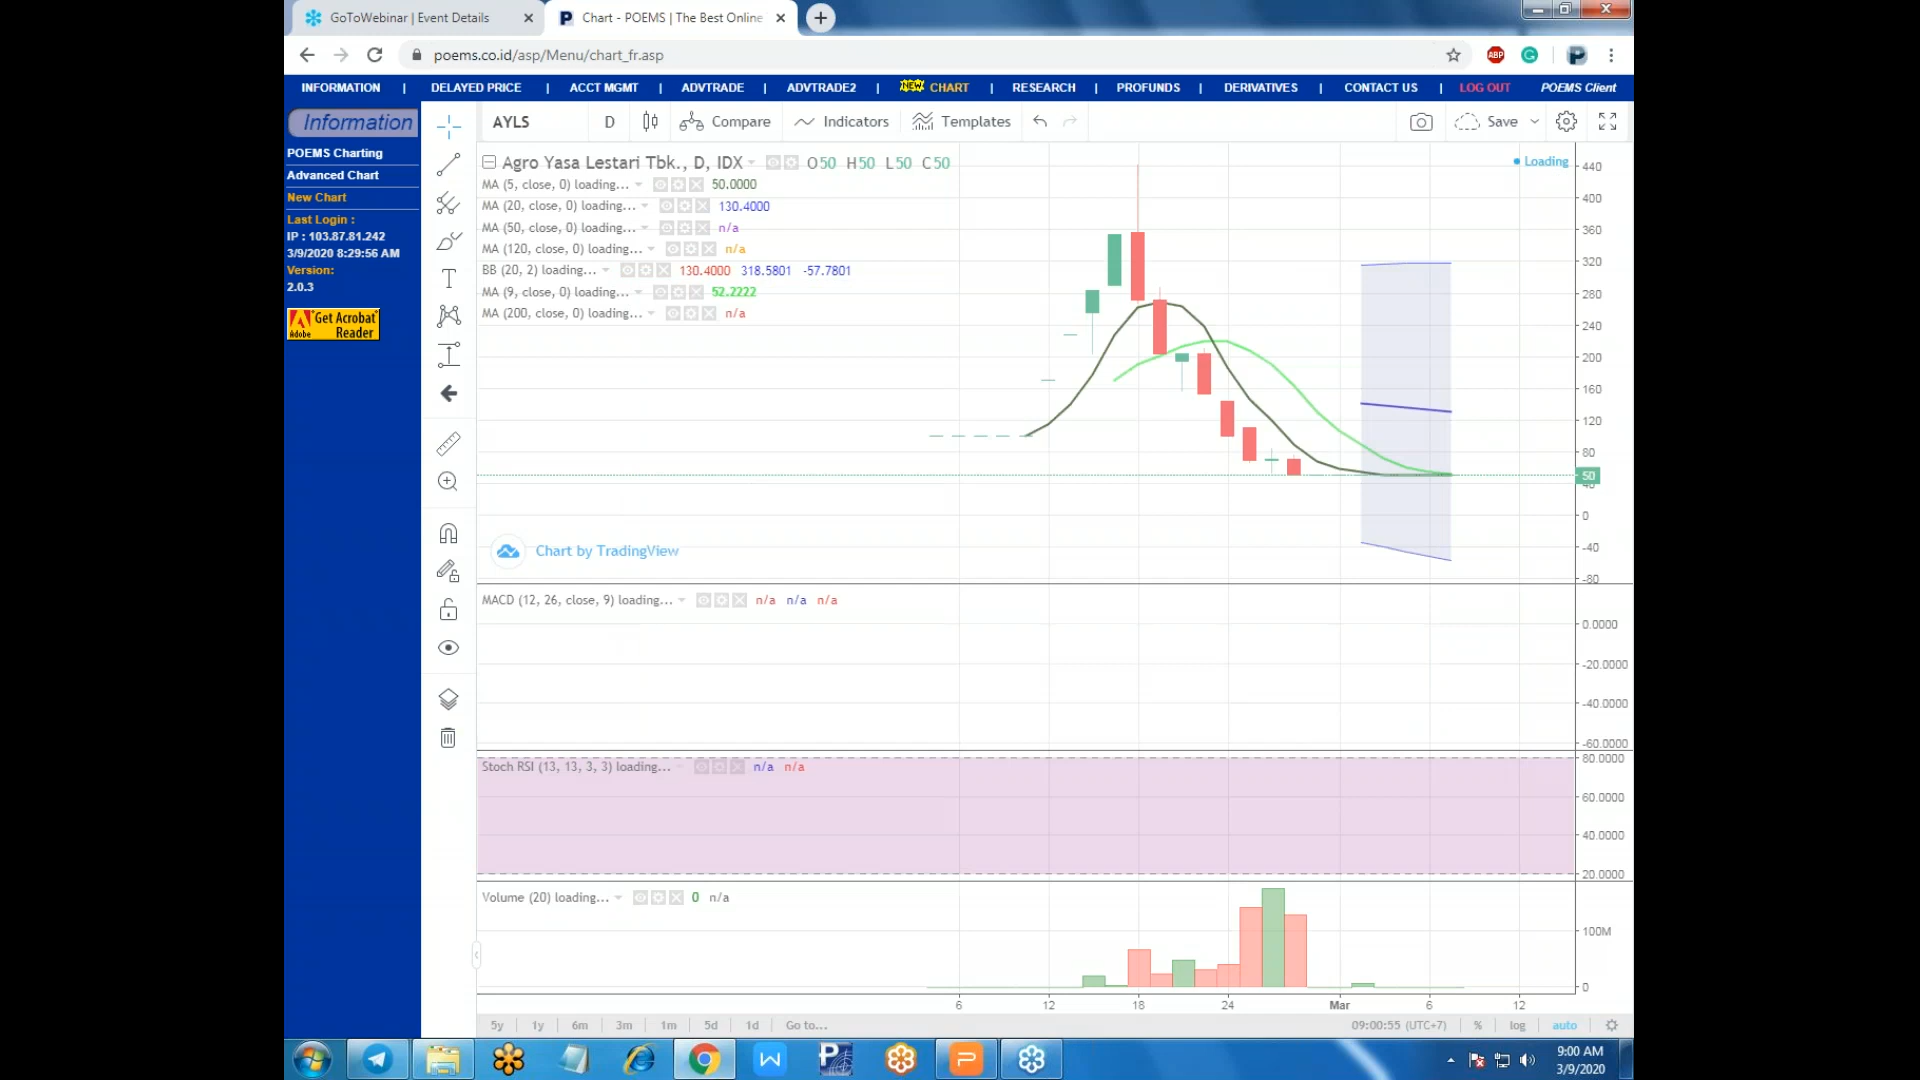 GoToWebinar | Event Details
Chart - POEMS | The Best Online
poems.co.id/asp/Menu/chart_fr.asp
ABP
INFORMATION | DELAYED PRICE | ACCT MGMT | ADVTRADE | ADVTRADE2 | NEW CHART | RESEARCH | PROFUNDS | DERIVATIVES | CONTACT US | LOG OUT POEMS Client
Information
POEMS Charting
Advanced Chart
New Chart
Last Login :
IP : 103.87.81.242
3/9/2020 8:29:56 AM
Version:
2.0.3
Get Acrobat
Adobe Reader
AYLS D Compare Indicators Templates Save
Agro Yasa Lestari Tbk., D, IDX O50 H50 L50 C50
Loading
MA (5, close, 0) loading... 50.0000
MA (20, close, 0) loading... 130.4000
MA (50, close, 0) loading... n/a
MA (120, close, 0) loading... n/a
BB (20, 2) loading... 130.4000 318.5801 -57.7801
MA (9, close, 0) loading... 52.2222
MA (200, close, 0) loading... n/a
440
400
360
320
280
240
200
160
120
80
50
40
0
-40
-80
Chart by TradingView
MACD (12, 26, close, 9) loading... n/a n/a n/a
0.0000
-20.0000
-40.0000
-60.0000
Stoch RSI (13, 13, 3, 3) loading... n/a n/a
80.0000
60.0000
40.0000
20.0000
Volume (20) loading... 0 n/a
100M
0
6 12 18 24 Mar 6 12
5y 1y 6m 3m 1m 5d 1d Go to... 09:00:55 (UTC+7) % log auto
9:00 AM
3/9/2020